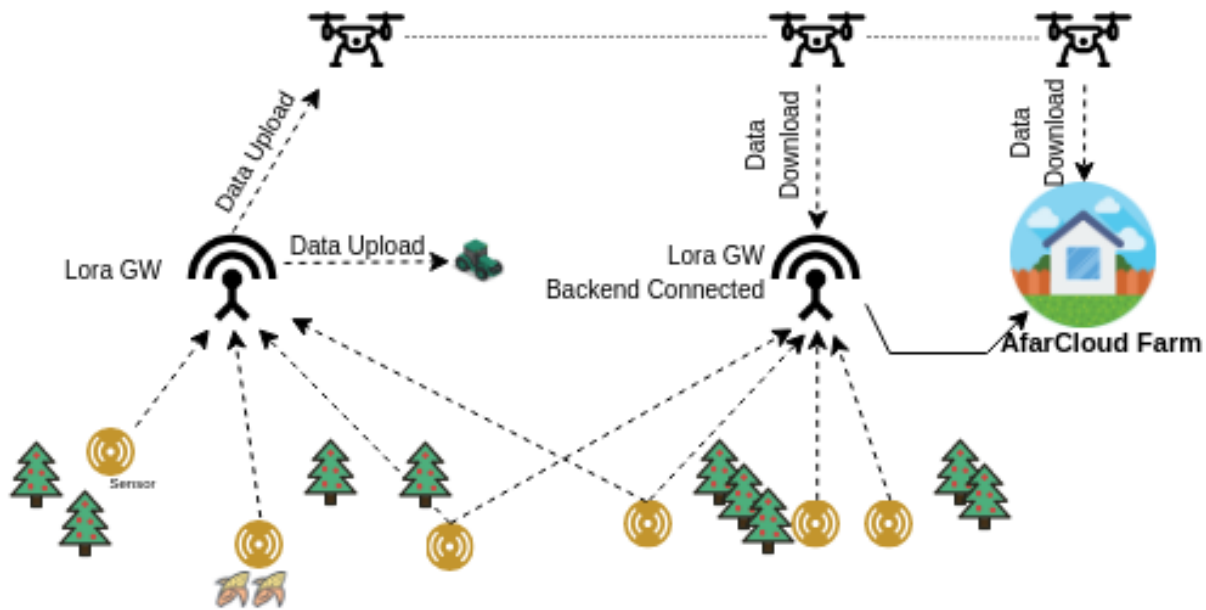 Data Upload
Data
Download
Data
Download
Lora GW
Data Upload
Lora GW
Backend Connected
AfarCloud Farm
Sensor